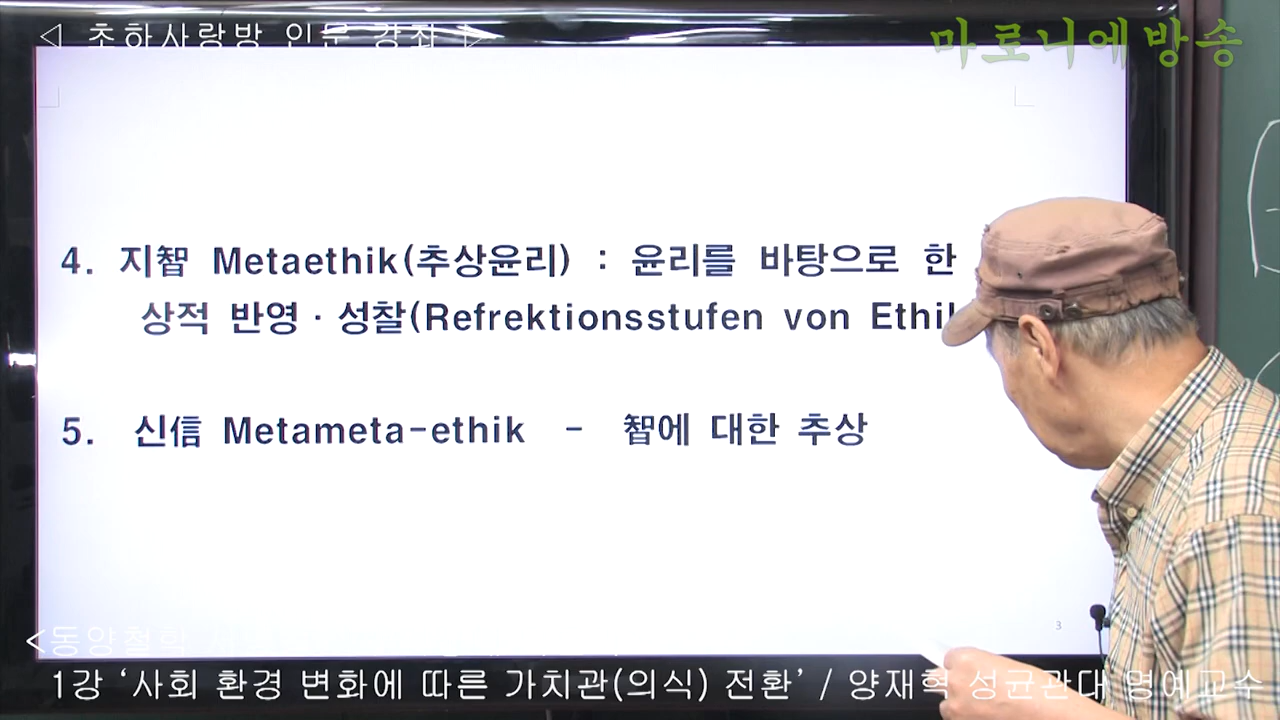 ◁ 초하사랑방 인문 강좌 ▷
마로니에방송
4. 지智 Metaethik(추상윤리) : 윤리를 바탕으로 한
상적 반영·성찰(Refrektionsstufen von
5. 신信 Metameta-ethik - 智에 대한 추상
3
<동양철학
1강 ‘사회 환경 변화에 따른 가치관(의식) 전환’ / 양재혁 성균관대 명예교수